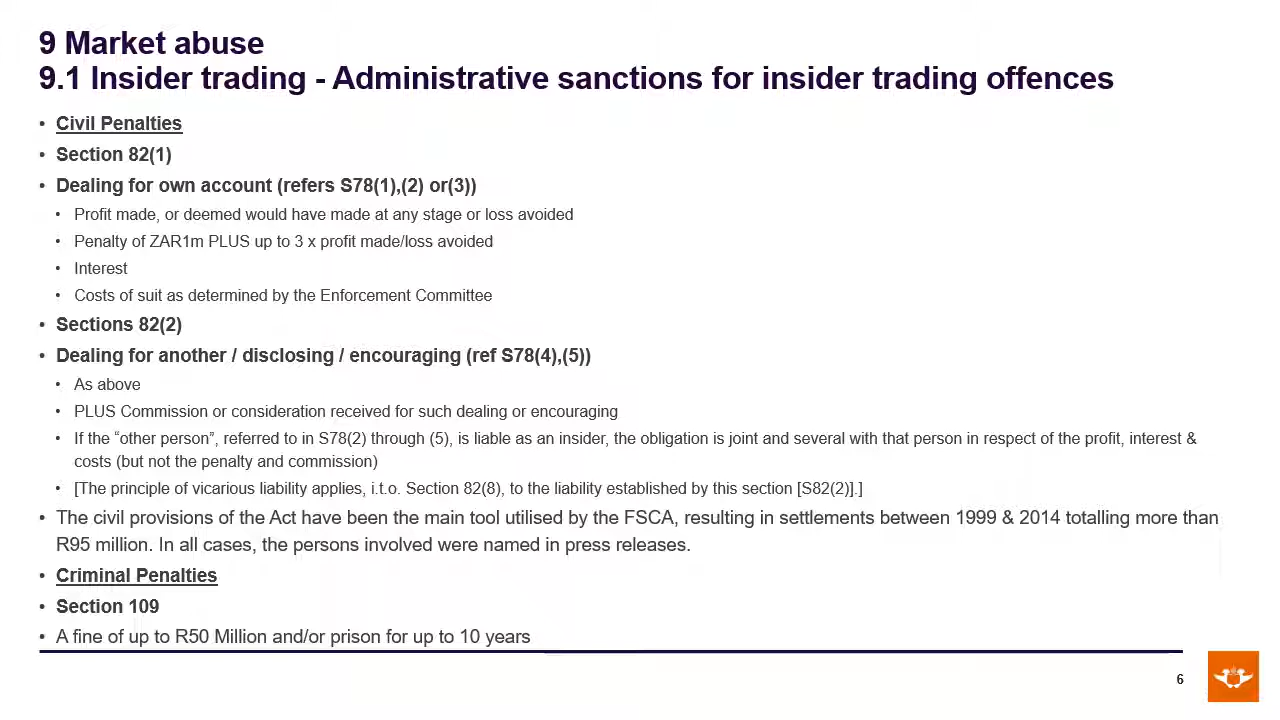 9 Market abuse
9.1 Insider trading - Administrative sanctions for insider trading offences
• Civil Penalties
• Section 82(1)
• Dealing for own account (refers S78(1),(2) or(3))
• Profit made, or deemed would have made at any stage or loss avoided
• Penalty of ZAR1m PLUS up to 3 x profit made/loss avoided
• Interest
• Costs of suit as determined by the Enforcement Committee
• Sections 82(2)
• Dealing for another / disclosing / encouraging (ref S78(4),(5))
• As above
• PLUS Commission or consideration received for such dealing or encouraging
• If the “other person”, referred to in S78(2) through (5), is liable as an insider, the obligation is joint and several with that person in respect of the profit, interest &
costs (but not the penalty and commission)
• [The principle of vicarious liability applies, i.t.o. Section 82(8), to the liability established by this section [S82(2)].]
• The civil provisions of the Act have been the main tool utilised by the FSCA, resulting in settlements between 1999 & 2014 totalling more than
R95 million. In all cases, the persons involved were named in press releases.
• Criminal Penalties
• Section 109
• A fine of up to R50 Million and/or prison for up to 10 years
6